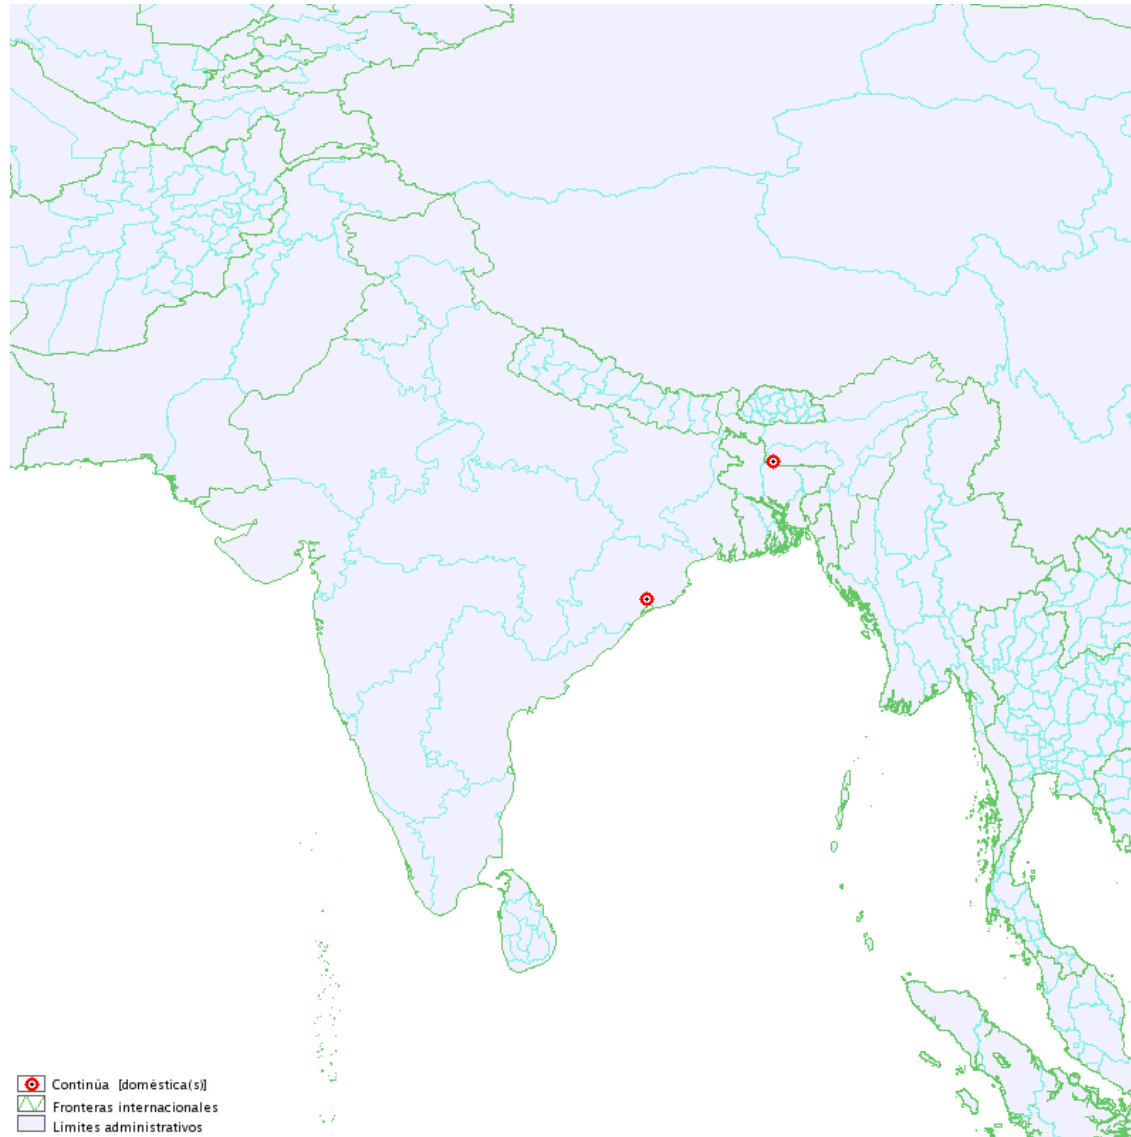 Continúa [doméstica(s)]
Fronteras internacionales
Límites administrativos